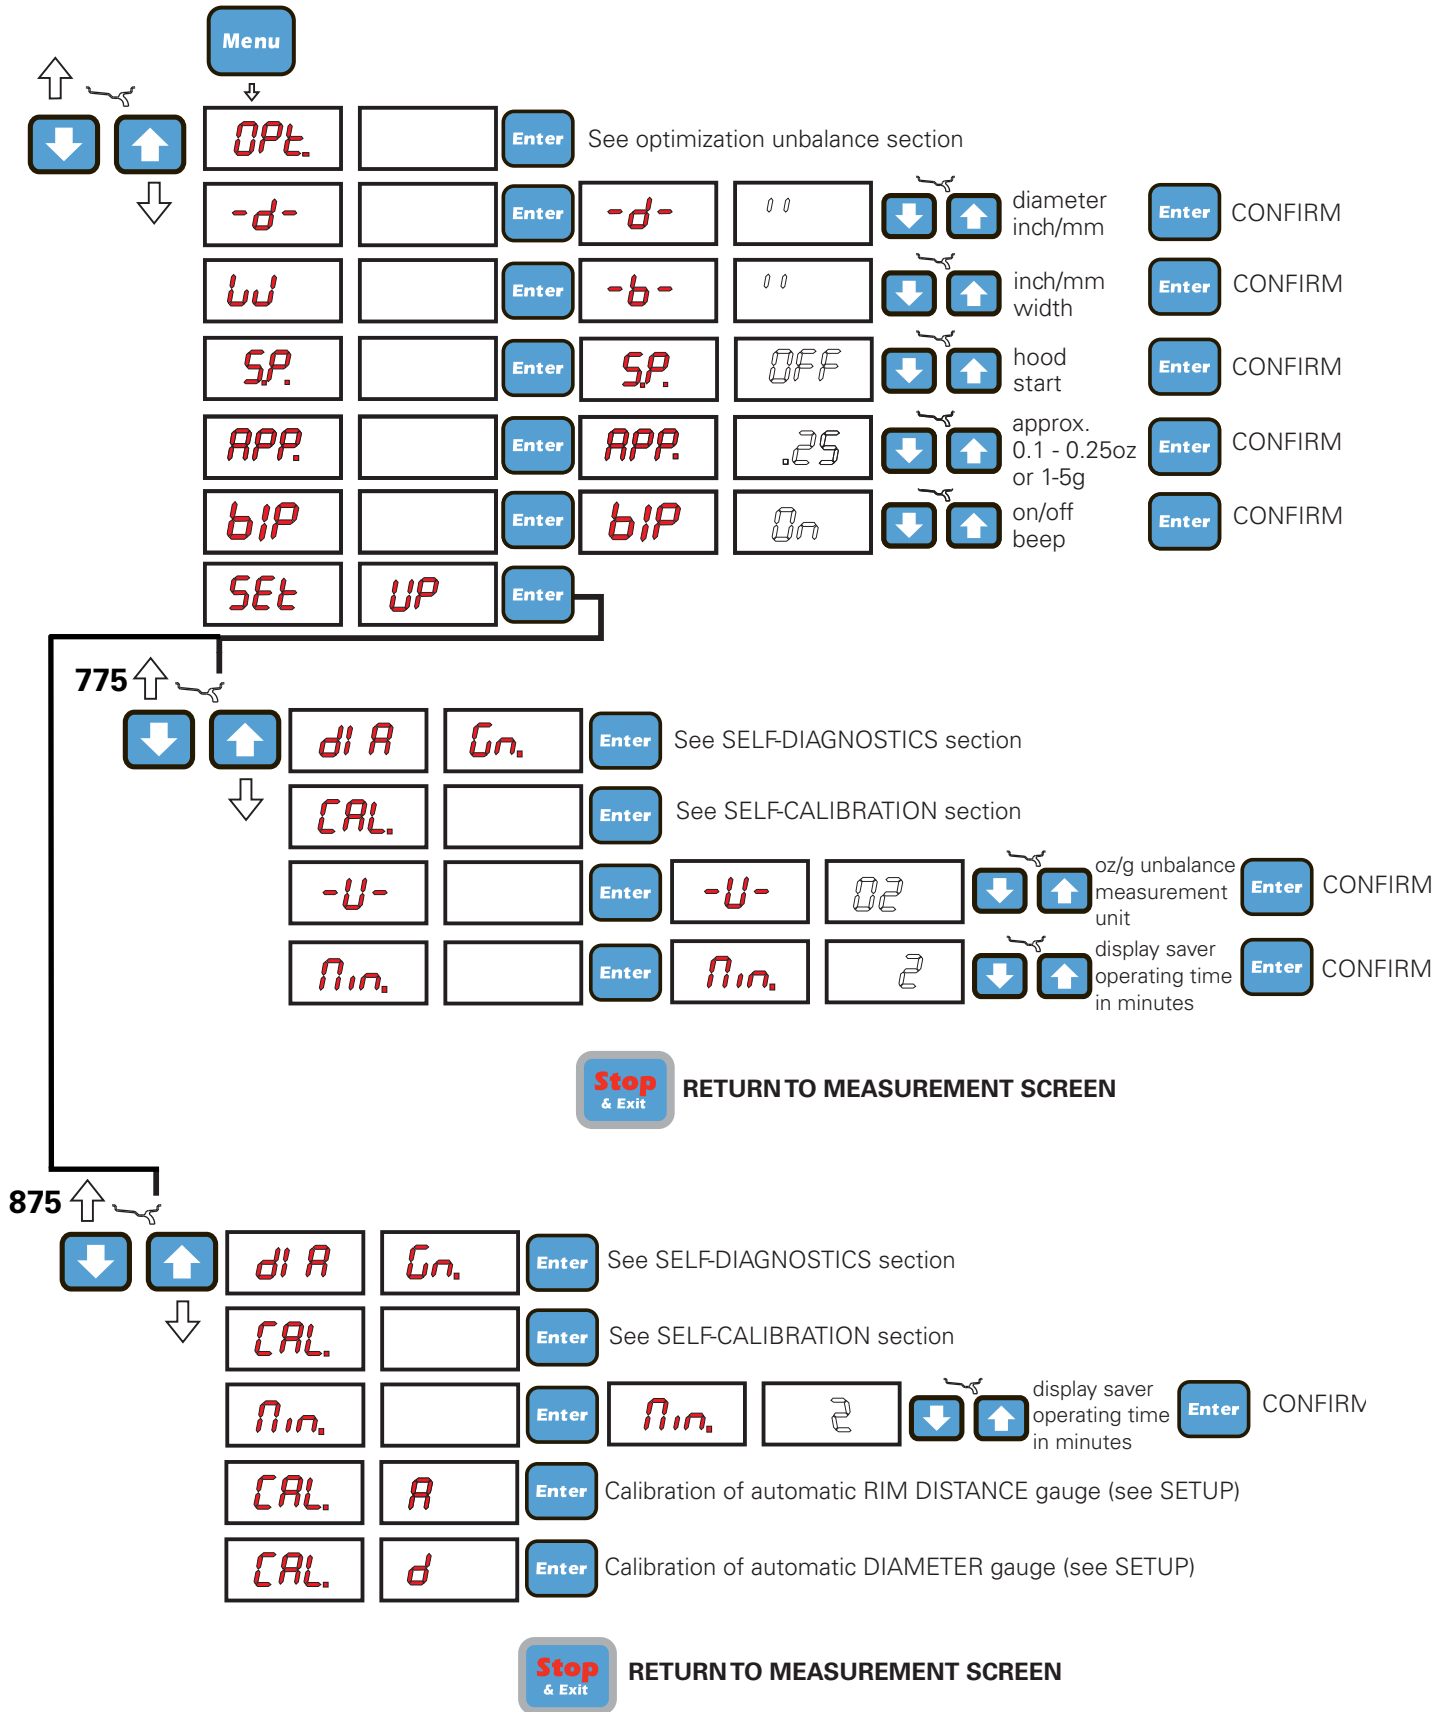 Menu
OPt. Enter See optimization unbalance section
-d- Enter -d- '' diameter inch/mm Enter CONFIRM
W Enter -b- '' inch/mm width Enter CONFIRM
S.P. Enter S.P. OFF hood start Enter CONFIRM
APP. Enter APP. .25 approx. 0.1 - 0.25oz or 1-5g Enter CONFIRM
bIP Enter bIP On on/off beep Enter CONFIRM
SEt UP Enter
775
dI A Gn. Enter See SELF-DIAGNOSTICS section
CAL. Enter See SELF-CALIBRATION section
-U- Enter -U- 02 oz/g unbalance measurement unit Enter CONFIRM
Min. Enter Min. 2 display saver operating time in minutes Enter CONFIRM
Stop & Exit RETURN TO MEASUREMENT SCREEN
875
dI A Gn. Enter See SELF-DIAGNOSTICS section
CAL. Enter See SELF-CALIBRATION section
Min. Enter Min. 2 display saver operating time in minutes Enter CONFIRM
CAL. A Enter Calibration of automatic RIM DISTANCE gauge (see SETUP)
CAL. d Enter Calibration of automatic DIAMETER gauge (see SETUP)
Stop & Exit RETURN TO MEASUREMENT SCREEN